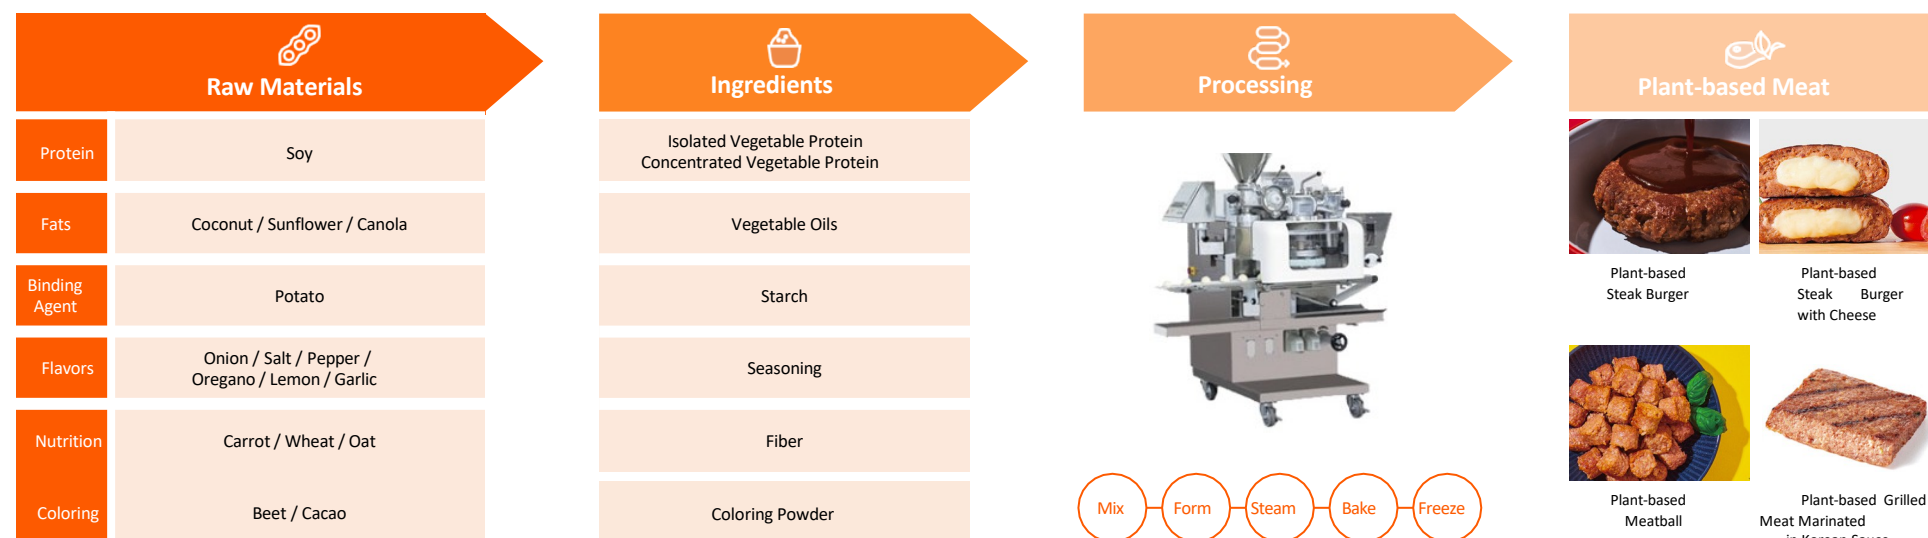 Raw Materials
Ingredients
Processing
Plant-based Meat
Protein
Soy
Isolated Vegetable Protein
Concentrated Vegetable Protein
Fats
Coconut / Sunflower / Canola
Vegetable Oils
Binding
Agent
Potato
Starch
Flavors
Onion / Salt / Pepper /
Oregano / Lemon / Garlic
Seasoning
Nutrition
Carrot / Wheat / Oat
Fiber
Coloring
Beet / Cacao
Coloring Powder
Mix
Form
Steam
Bake
Freeze
Plant-based
Steak Burger
Plant-based
Steak Burger
with Cheese
Plant-based
Meatball
Plant-based Grilled
Meat Marinated
in Korean Sauce